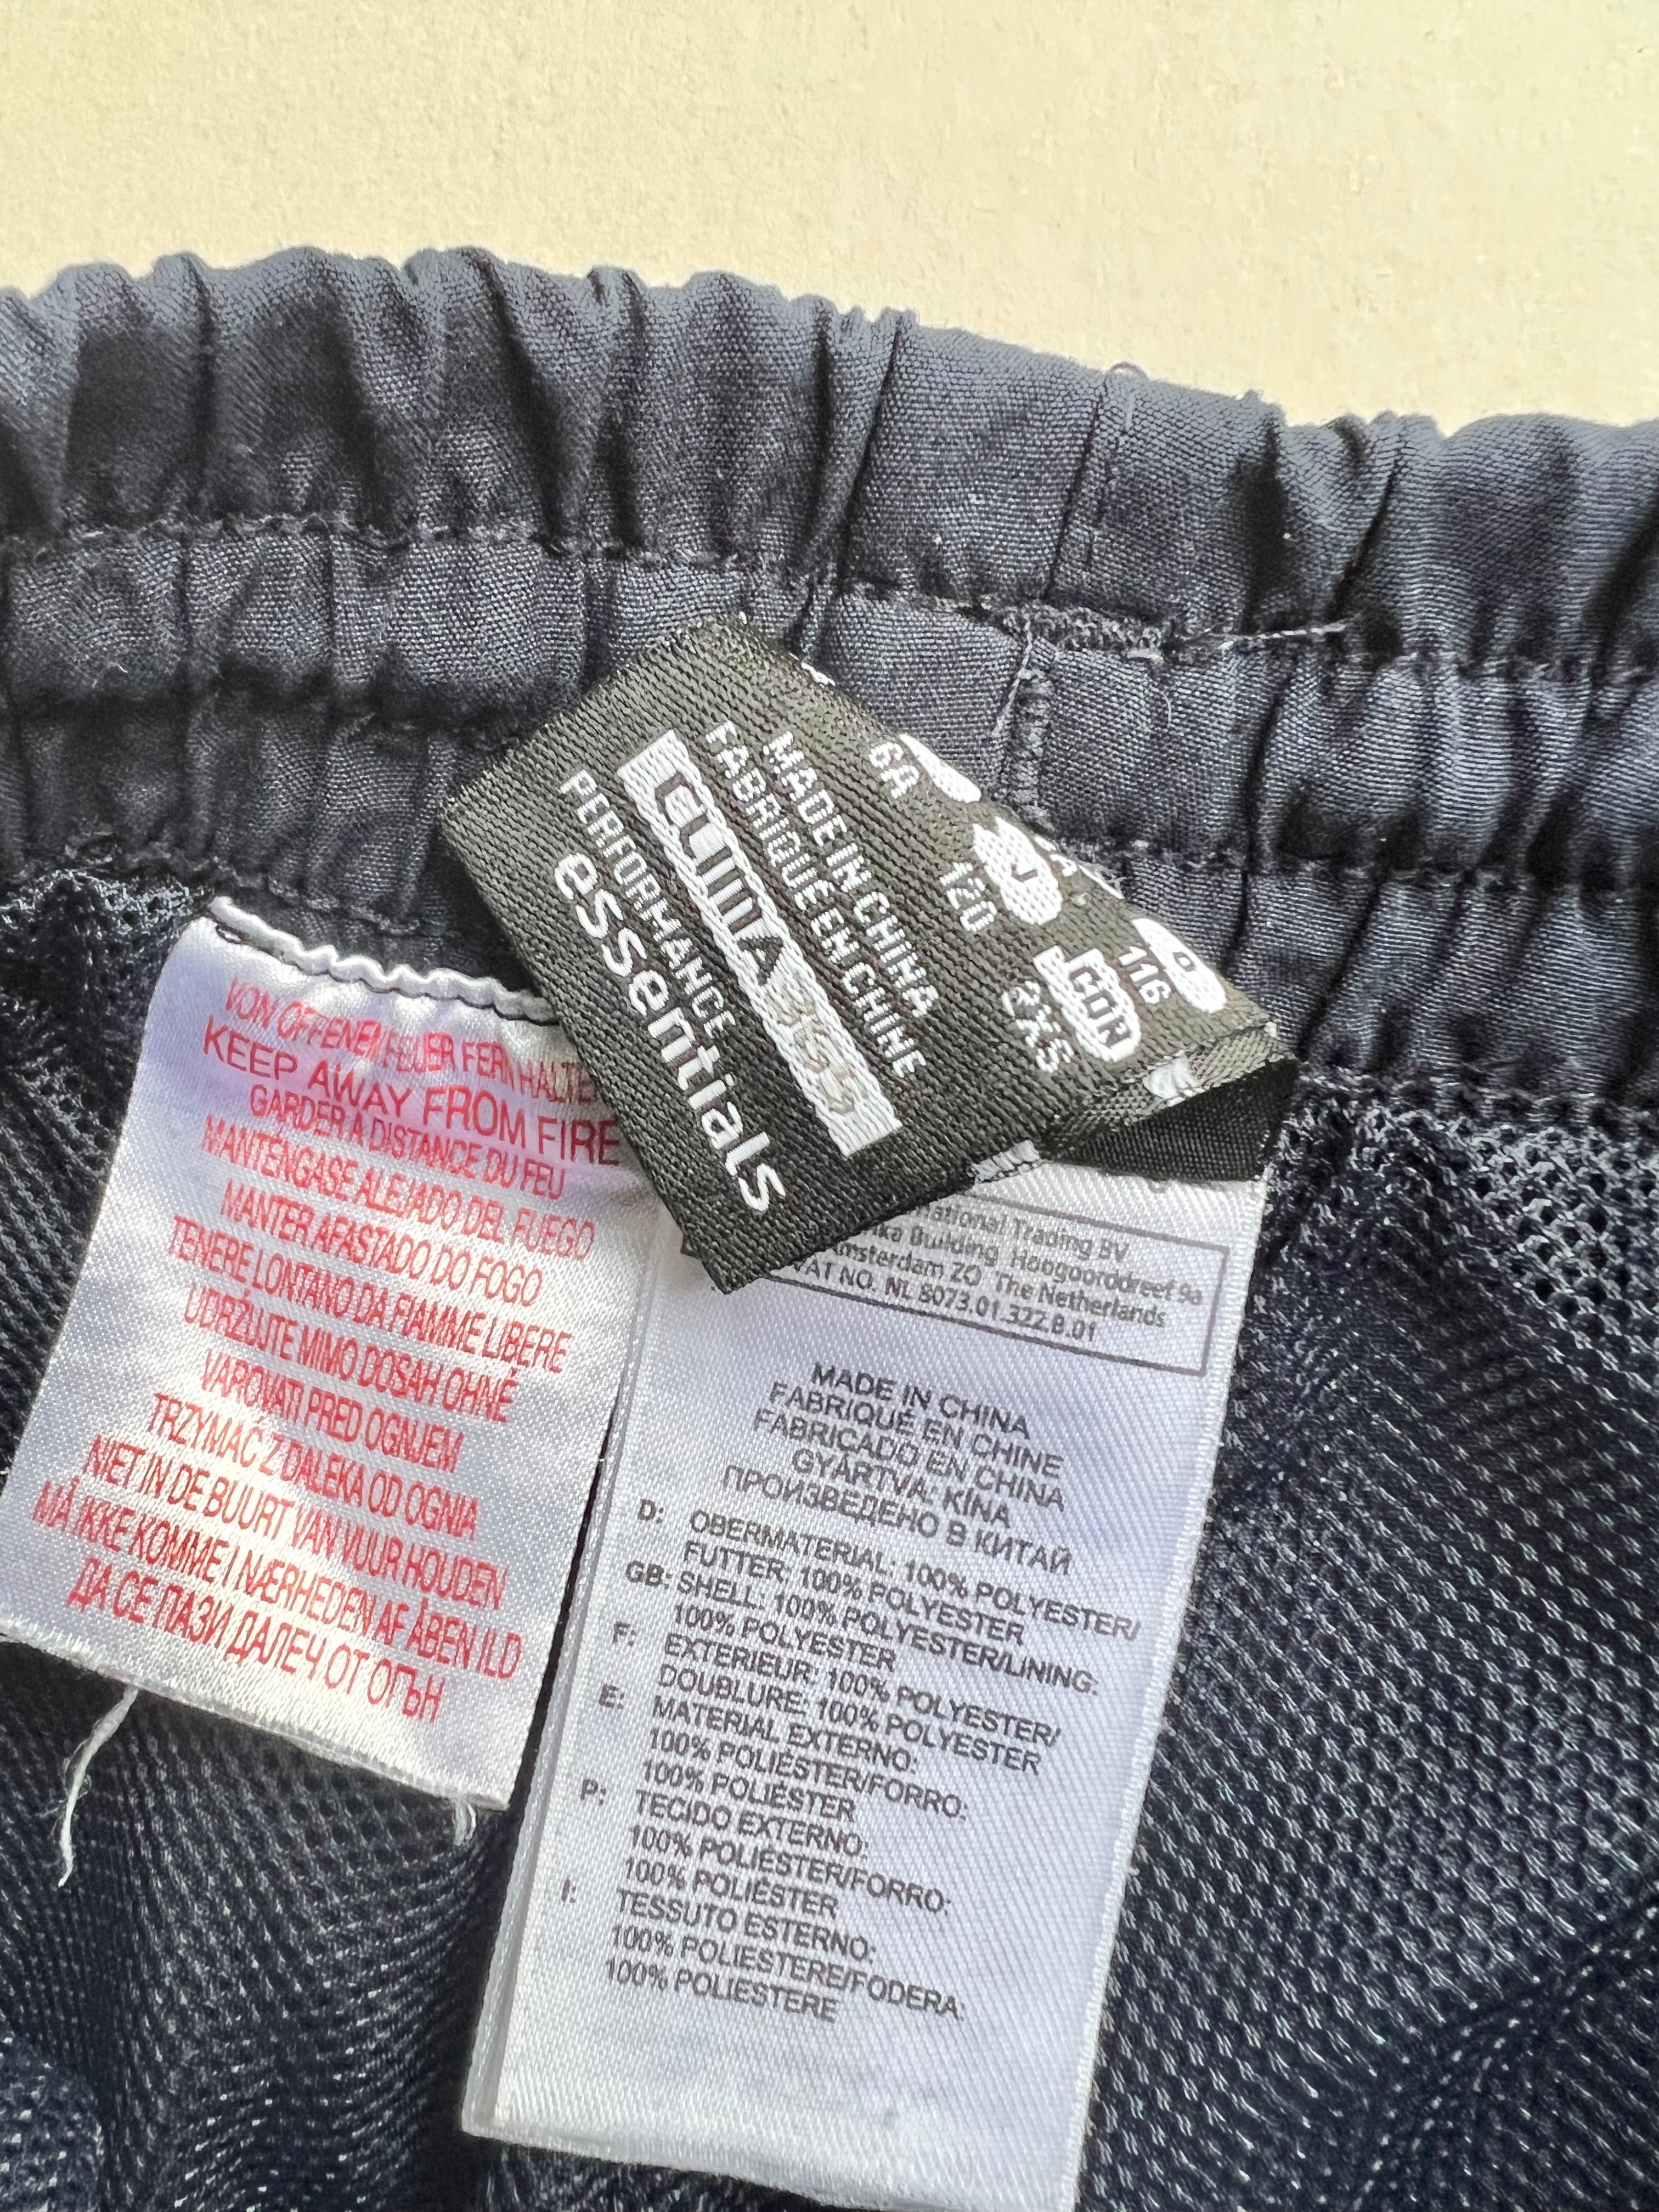 essentials
PERFORMANCE
CLIMA 365
FABRIQUÉ EN CHINE
MADE IN CHINA
6A
J
120
D
116
KOR
2XS
VON OFFENEM FEUER FERN HALTE
KEEP AWAY FROM FIRE
GARDER À DISTANCE DU FEU
MANTÉNGASE ALEJADO DEL FUEGO
MANTER AFASTADO DO FOGO
TENERE LONTANO DA FIAMME LIBERE
UDRŽUJTE MIMO DOSAH OHNĚ
VAROVATI PRED OGNJEM
TRZYMAĆ Z DALEKA OD OGNIA
NIET IN DE BUURT VAN VUUR HOUDEN
MÅ IKKE KOMME I NÆRHEDEN AF ÅBEN ILD
ДА СЕ ПАЗИ ДАЛЕЧ ОТ ОГЪН
national Trading BV
ka Building Hoogoorddreef 9a
Amsterdam ZO The Netherlands
VAT NO. NL 8073.01.322.B.01
MADE IN CHINA
FABRIQUÉ EN CHINE
FABRICADO EN CHINA
GYÁRTVA: KÍNA
ПРОИЗВЕДЕНО В КИТАЙ
D: OBERMATERIAL: 100% POLYESTER/
FUTTER: 100% POLYESTER
GB: SHELL: 100% POLYESTER/LINING:
100% POLYESTER
F: EXTERIEUR: 100% POLYESTER/
DOUBLURE: 100% POLYESTER
E: MATERIAL EXTERNO:
100% POLIÉSTER/FORRO:
100% POLIÉSTER
P: TECIDO EXTERNO:
100% POLIÉSTER/FORRO:
100% POLIÉSTER
I: TESSUTO ESTERNO:
100% POLIESTERE/FODERA:
100% POLIESTERE